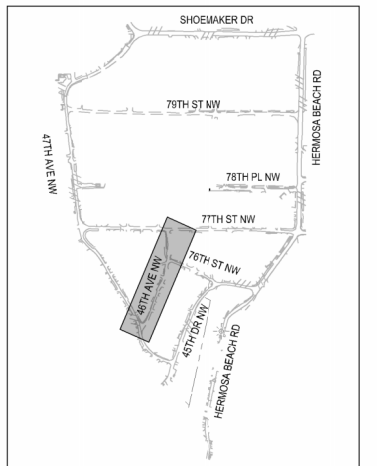 SHOEMAKER DR
HERMOSA BEACH RD
79TH ST NW
47TH AVE NW
78TH PL NW
77TH ST NW
76TH ST NW
46TH AVE NW
45TH DR NW
HERMOSA BEACH RD